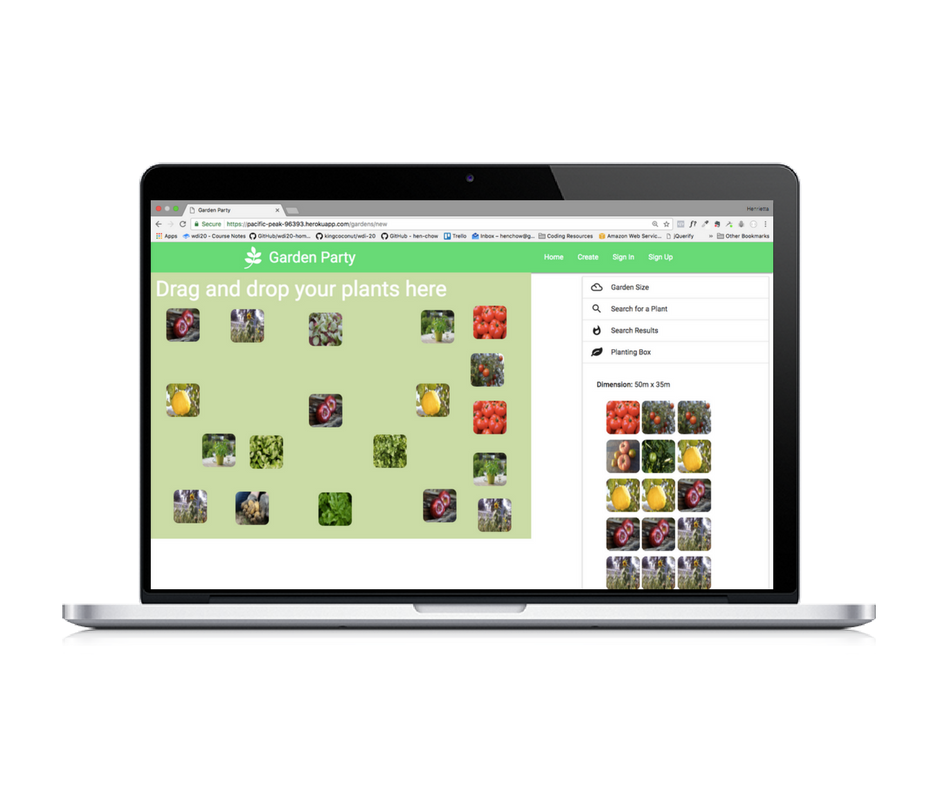 Garden Party
Henrietta
Secure https://pacific-peak-96393.herokuapp.com/gardens/new
Apps wdi20 - Course Notes GitHub/wdi20-hom... kingcoconut/wdi-20 GitHub - hen-chow Trello Inbox - henchow@g... Coding Resources Amazon Web Servic... jQuerify » Other Bookmarks
Garden Party Home Create Sign In Sign Up
Drag and drop your plants here
Garden Size
Search for a Plant
Search Results
Planting Box
Dimension: 50m x 35m